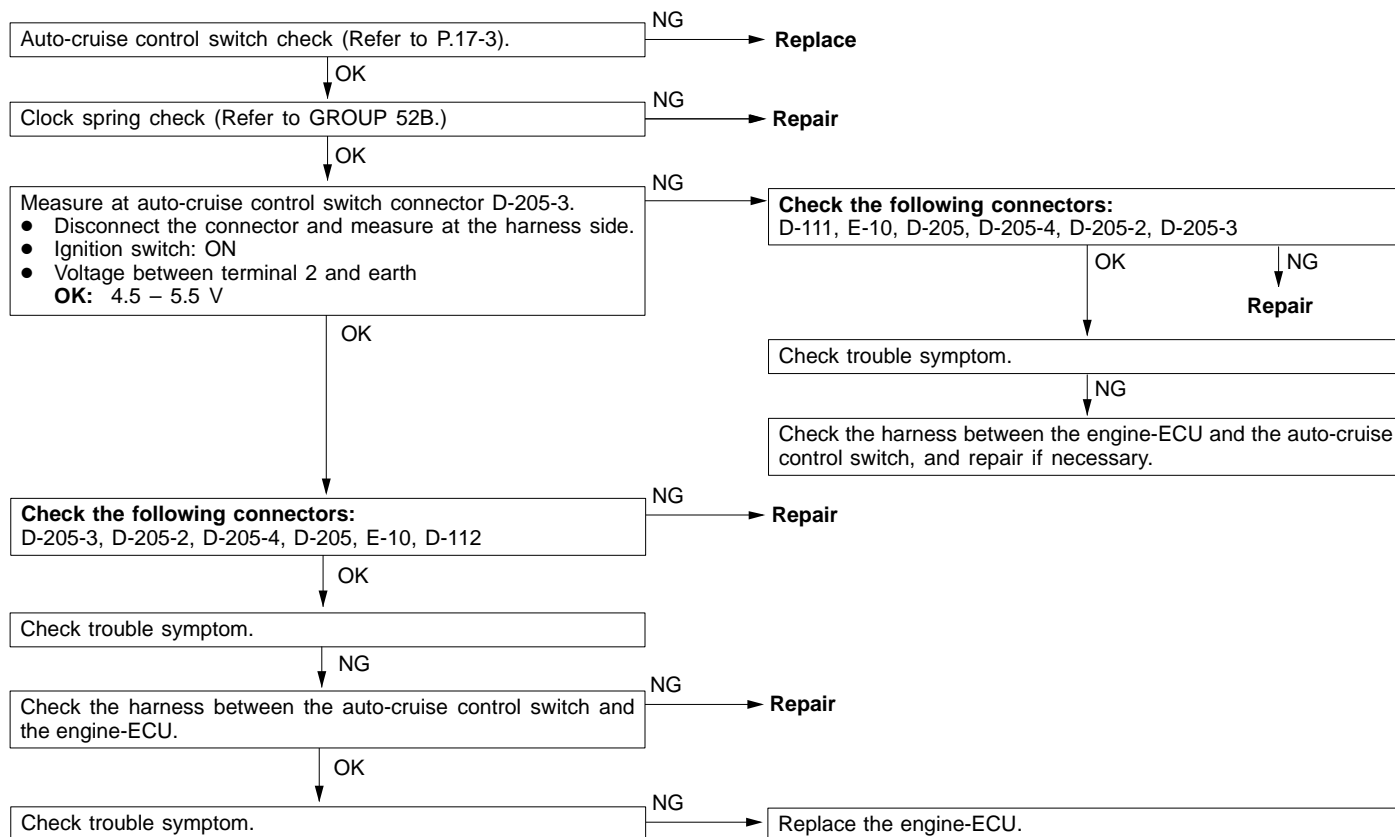 Auto-cruise control switch check (Refer to P.17-3).
NG
Replace
OK
Clock spring check (Refer to GROUP 52B.)
NG
Repair
OK
Measure at auto-cruise control switch connector D-205-3.
● Disconnect the connector and measure at the harness side.
● Ignition switch: ON
● Voltage between terminal 2 and earth
OK: 4.5 – 5.5 V
NG
Check the following connectors:
D-111, E-10, D-205, D-205-4, D-205-2, D-205-3
OK
NG
Repair
Check trouble symptom.
NG
Check the harness between the engine-ECU and the auto-cruise
control switch, and repair if necessary.
OK
Check the following connectors:
D-205-3, D-205-2, D-205-4, D-205, E-10, D-112
NG
Repair
OK
Check trouble symptom.
NG
Check the harness between the auto-cruise control switch and
the engine-ECU.
NG
Repair
OK
Check trouble symptom.
NG
Replace the engine-ECU.